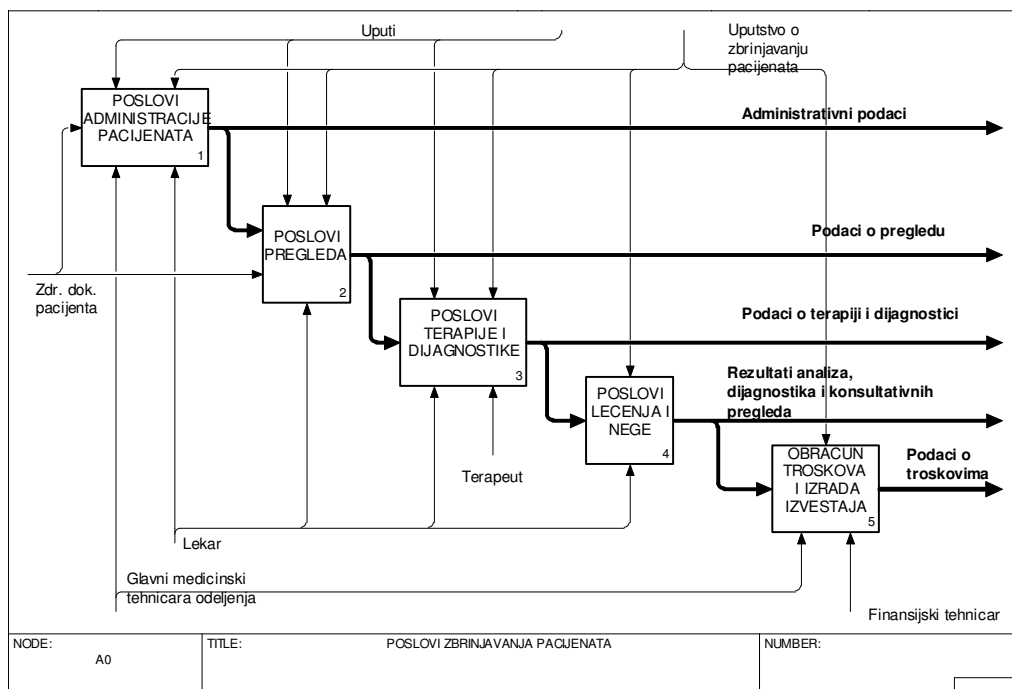 Uputi
Uputstvo o
zbrinjavanju
pacijenata
POSLOVI
ADMINISTRACIJE
PACIJENATA
1
Administrativni podaci
POSLOVI
PREGLEDA
2
Podaci o pregledu
Zdr. dok.
pacijenta
POSLOVI
TERAPIJE I
DIJAGNOSTIKE
3
Podaci o terapiji i dijagnostici
Rezultati analiza,
dijagnostika i konsultativnih
pregleda
POSLOVI
LECENJA I
NEGE
4
Terapeut
OBRACUN
TROSKOVA
I IZRADA
IZVESTAJA
5
Podaci o
troskovima
Lekar
Glavni medicinski
tehnicara odeljenja
Finansijski tehnicar
NODE:
A0
TITLE:
POSLOVI ZBRINJAVANJA PACIJENATA
NUMBER: